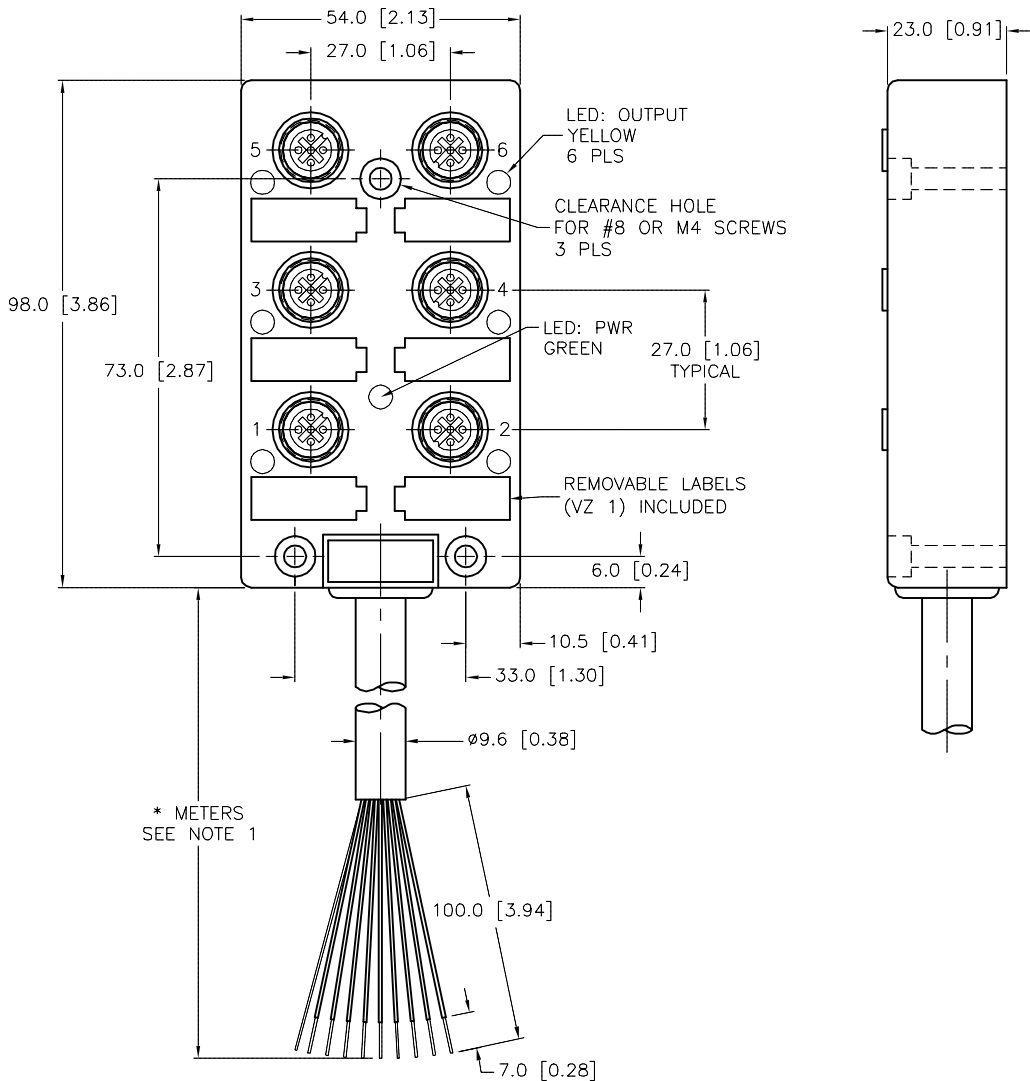 54.0 [2.13]
27.0 [1.06]
23.0 [0.91]
LED: OUTPUT
YELLOW
6 PLS
5
6
CLEARANCE HOLE
FOR #8 OR M4 SCREWS
3 PLS
98.0 [3.86]
3
4
LED: PWR
GREEN
73.0 [2.87]
27.0 [1.06]
TYPICAL
1
2
REMOVABLE LABELS
(VZ 1) INCLUDED
6.0 [0.24]
10.5 [0.41]
33.0 [1.30]
ø9.6 [0.38]
* METERS
SEE NOTE 1
100.0 [3.94]
7.0 [0.28]